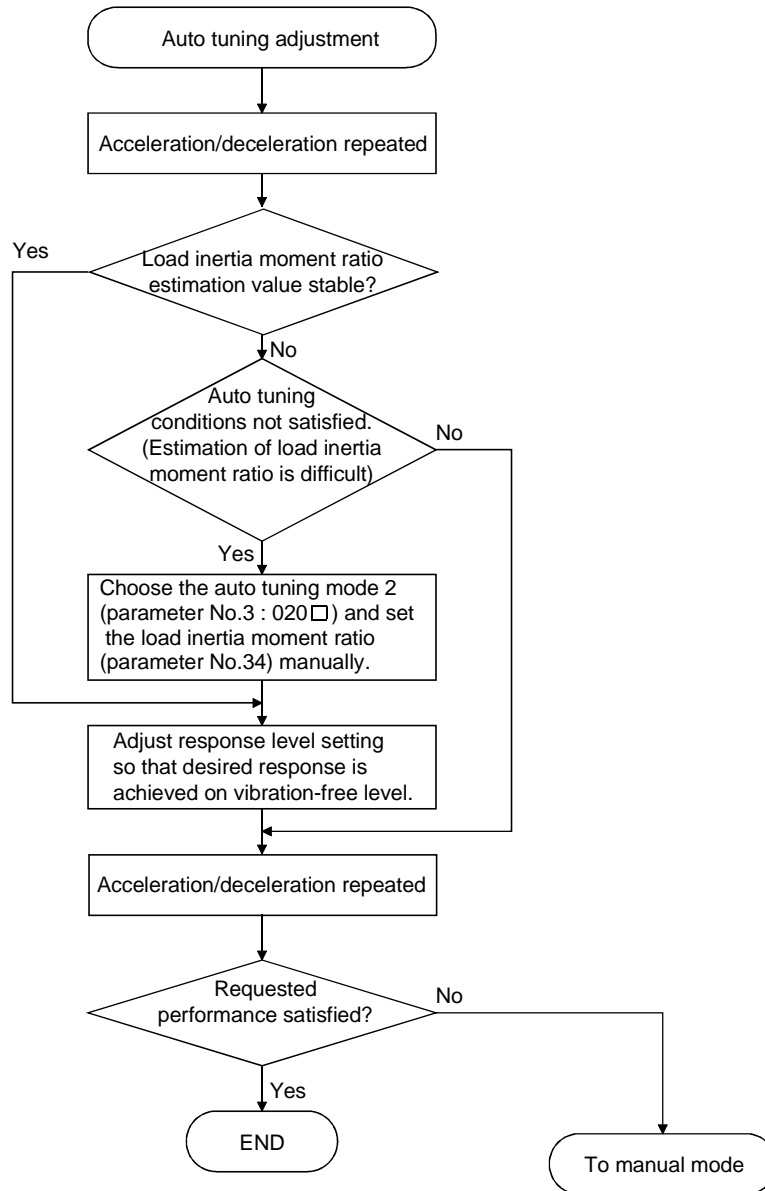 Auto tuning adjustment
Acceleration/deceleration repeated
Yes
Load inertia moment ratio
estimation value stable?
No
Auto tuning
conditions not satisfied.
(Estimation of load inertia
moment ratio is difficult)
No
Yes
Choose the auto tuning mode 2
(parameter No.3 : 020□) and set
the load inertia moment ratio
(parameter No.34) manually.
Adjust response level setting
so that desired response is
achieved on vibration-free level.
Acceleration/deceleration repeated
Requested
performance satisfied?
No
Yes
END
To manual mode